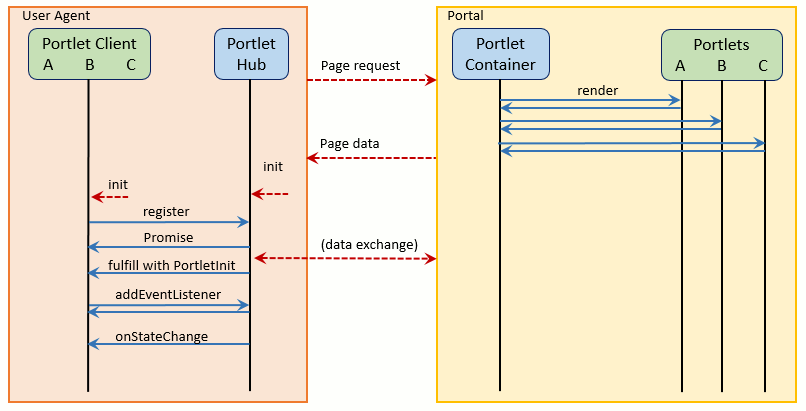 User Agent
Portlet Client
A B C
Portlet
Hub
Page request
Portal
Portlet
Container
Portlets
A B C
render
Page data
init
init
register
Promise
fulfill with PortletInit
(data exchange)
addEventListener
onStateChange